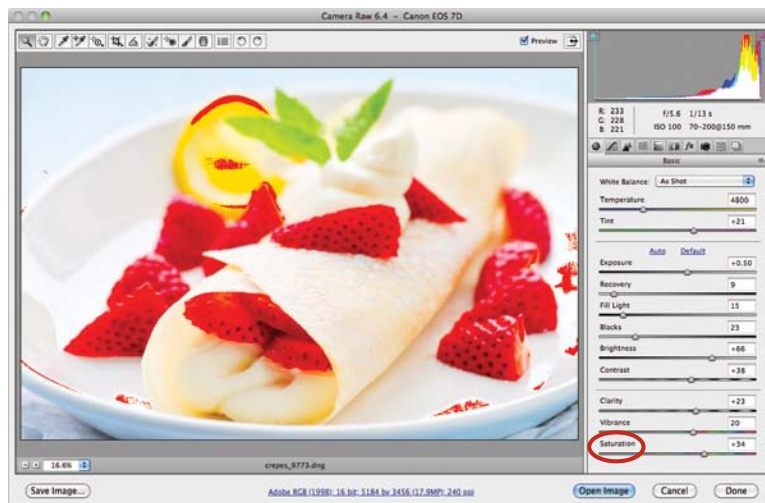 Camera Raw 6.4 – Canon EOS 7D
Preview
R: 233
G: 228
B: 221
f/5.6 1/13 s
ISO 100 70-200@150 mm
Basic
White Balance: As Shot
Temperature 4800
Tint +21
Auto Default
Exposure +0.50
Recovery 9
Fill Light 15
Blacks 23
Brightness +66
Contrast +38
Clarity +23
Vibrance 20
Saturation +34
16.6% crepes_9773.dng
Save Image... Adobe RGB (1998); 16 bit; 5184 by 3456 (17.9MP); 240 ppi Open Image Cancel Done